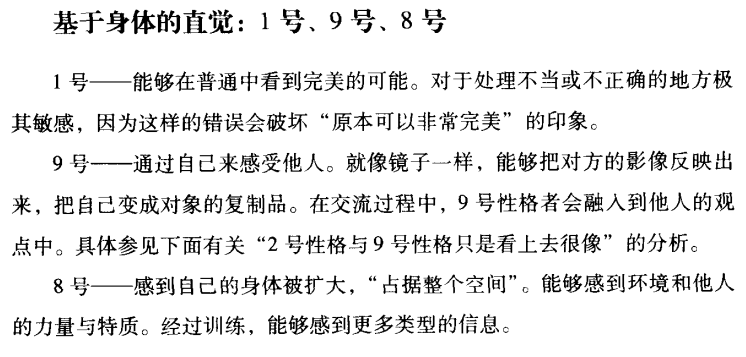 基于身体的直觉：1 号、9 号、8 号
1 号——能够在普通中看到完美的可能。对于处理不当或不正确的地方极
其敏感，因为这样的错误会破坏“原本可以非常完美”的印象。
9 号——通过自己来感受他人。就像镜子一样，能够把对方的影像反映出
来，把自己变成对象的复制品。在交流过程中，9 号性格者会融入到他人的观
点中。具体参见下面有关“2 号性格与 9 号性格只是看上去很像”的分析。
8 号——感到自己的身体被扩大，“占据整个空间”。能够感到环境和他人
的力量与特质。经过训练，能够感到更多类型的信息。